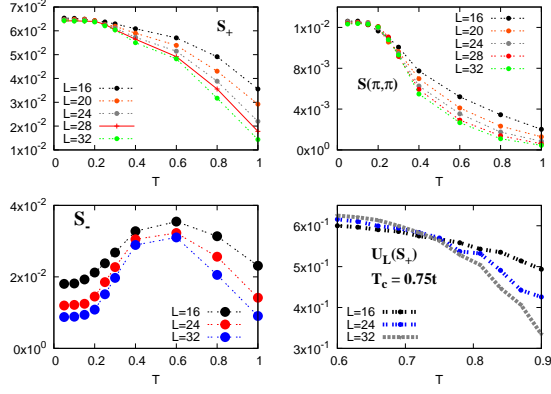 7x10⁻²
6x10⁻²
5x10⁻²
4x10⁻²
3x10⁻²
2x10⁻²
1x10⁻²
S₊
L=16
L=20
L=24
L=28
L=32
0 0.2 0.4 0.6 0.8 1
T
1x10⁻²
8x10⁻³
4x10⁻³
0x10⁰
S(π,π)
L=16
L=20
L=24
L=28
L=32
0 0.2 0.4 0.6 0.8 1
T
4x10⁻²
2x10⁻²
0x10⁰
S₋
L=16
L=24
L=32
0 0.2 0.4 0.6 0.8 1
T
6x10⁻¹
5x10⁻¹
4x10⁻¹
3x10⁻¹
U_L(S₊)
T_c = 0.75t
L=16
L=24
L=32
0.6 0.7 0.8 0.9
T